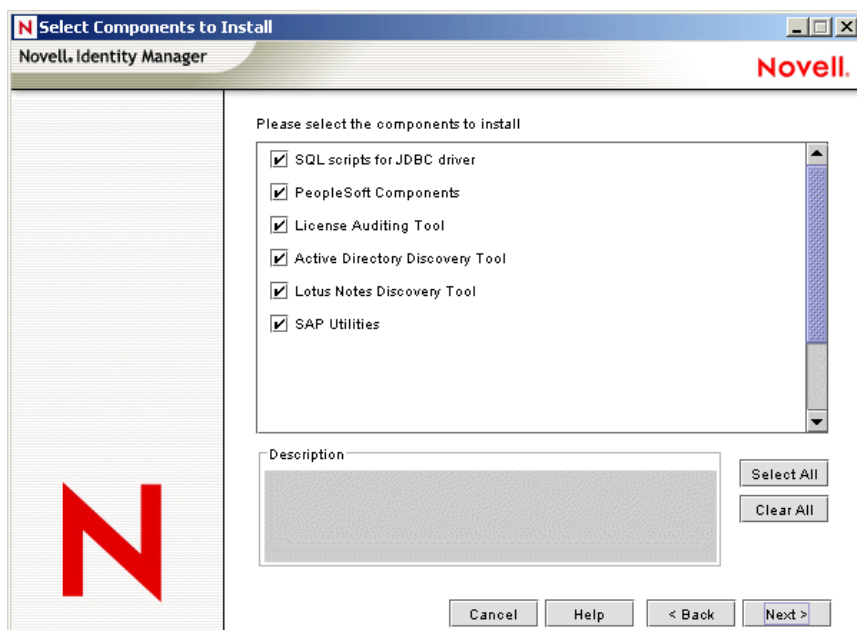 N Select Components to Install
Novell. Identity Manager
Novell.
Please select the components to install
SQL scripts for JDBC driver
PeopleSoft Components
License Auditing Tool
Active Directory Discovery Tool
Lotus Notes Discovery Tool
SAP Utilities
Description
Select All
Clear All
N
Cancel
Help
< Back
Next >